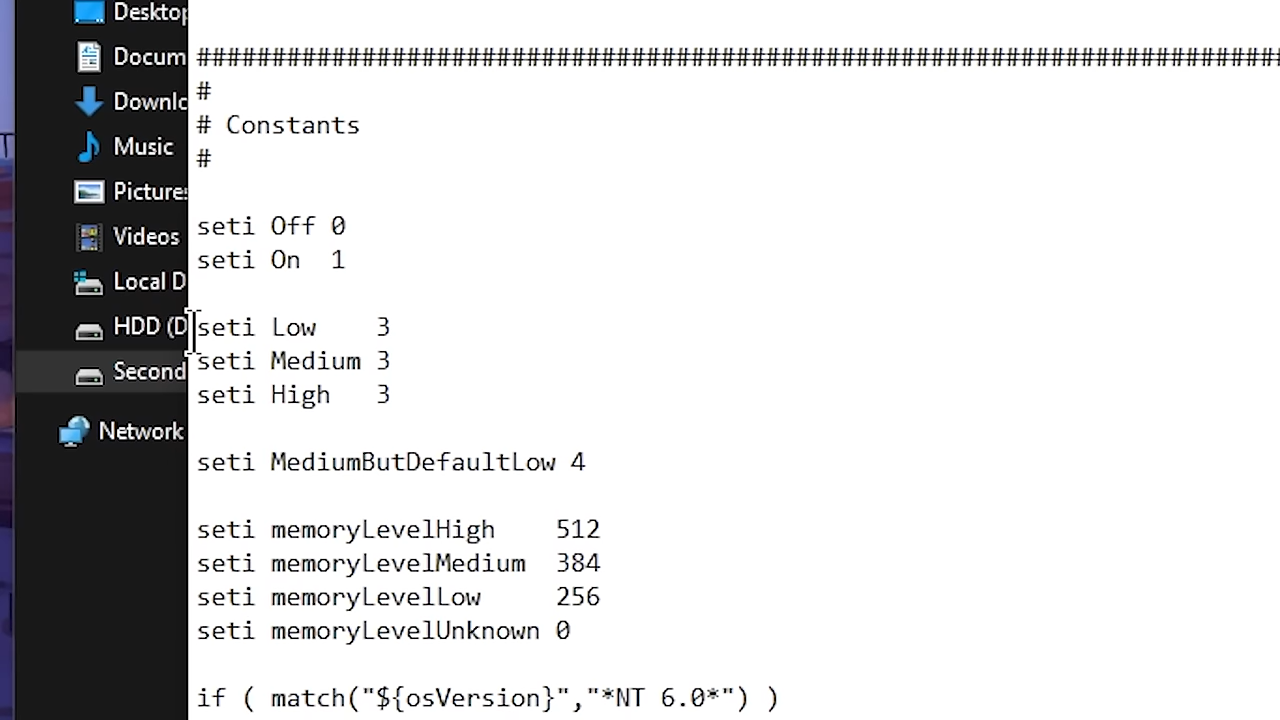 Desktop
Docum
Downlo
Music
Pictures
Videos
Local D
HDD (D
Second
Network
################################################################################
#
# Constants
#
seti Off 0
seti On  1
seti Low    3
seti Medium 3
seti High   3
seti MediumButDefaultLow 4
seti memoryLevelHigh    512
seti memoryLevelMedium  384
seti memoryLevelLow     256
seti memoryLevelUnknown 0
if ( match("${osVersion}","*NT 6.0*") )